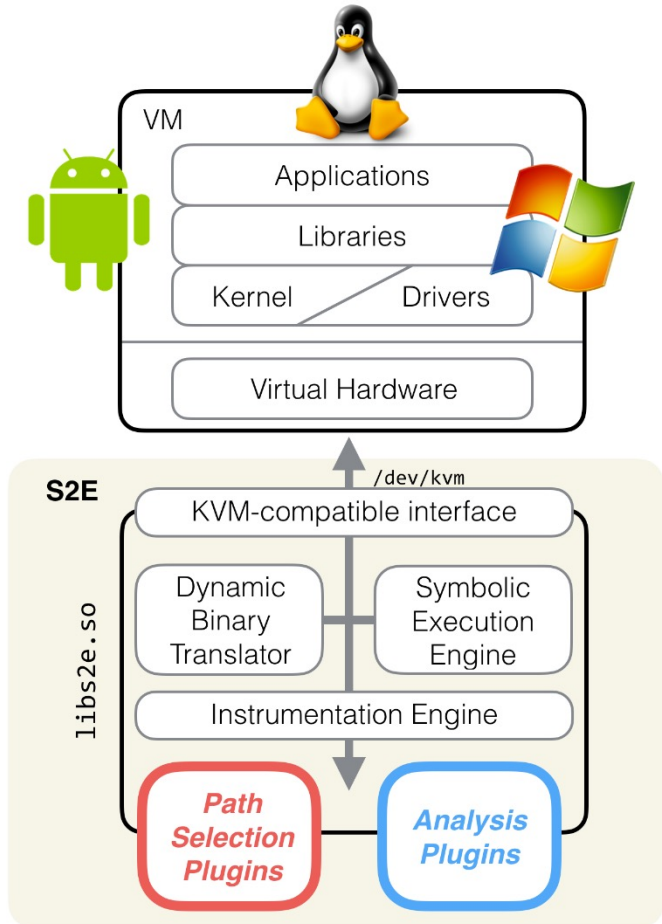 VM
Applications
Libraries
Kernel
Drivers
Virtual Hardware
/dev/kvm
S2E
KVM-compatible interface
libs2e.so
Dynamic
Binary
Translator
Symbolic
Execution
Engine
Instrumentation Engine
Path
Selection
Plugins
Analysis
Plugins